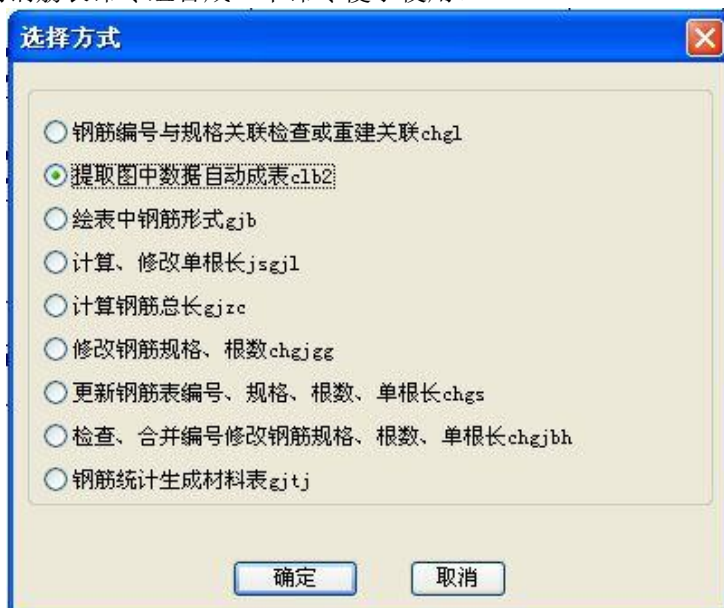 选择方式
钢筋编号与规格关联检查或重建关联chgl
提取图中数据自动成表clb2
绘表中钢筋形式gjb
计算、修改单根长jsgjl
计算钢筋总长gjzc
修改钢筋规格、根数chgjgg
更新钢筋表编号、规格、根数、单根长chgs
检查、合并编号修改钢筋规格、根数、单根长chgjbh
钢筋统计生成材料表gjtj
确定 取消